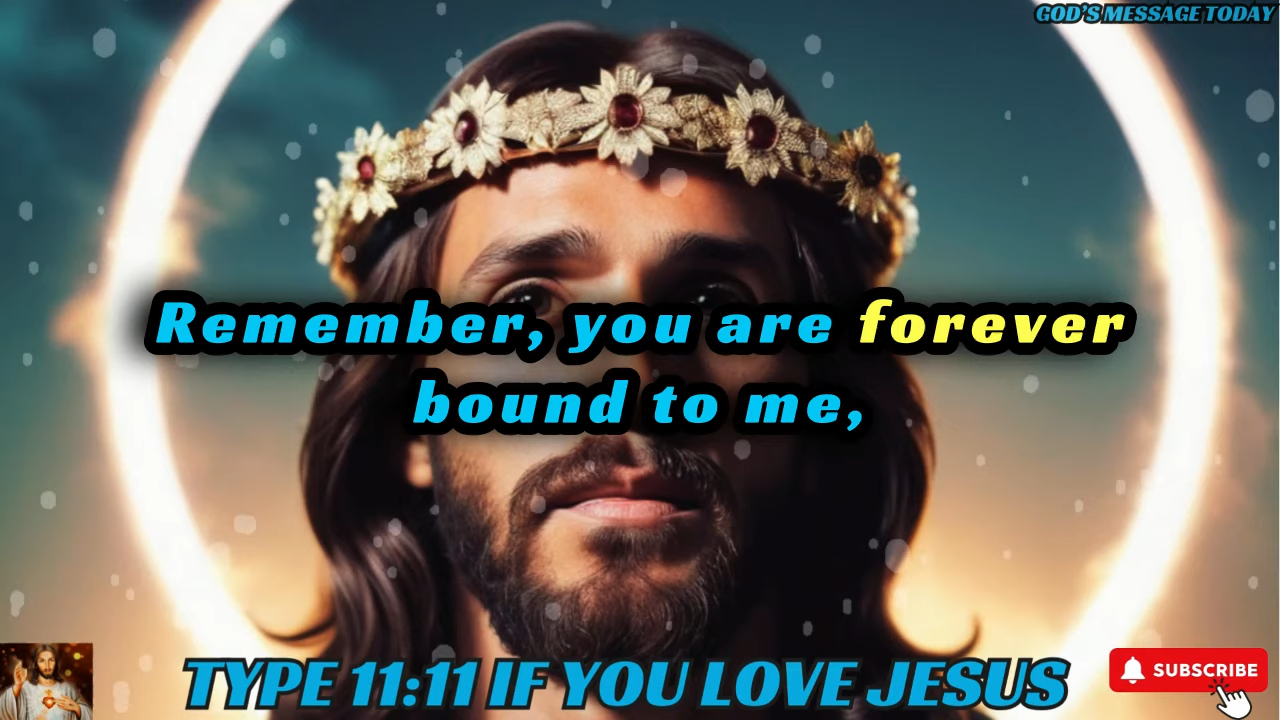 GOD'S MESSAGE TODAY
Remember, you are forever
bound to me,
TYPE 11:11 IF YOU LOVE JESUS
SUBSCRIBE